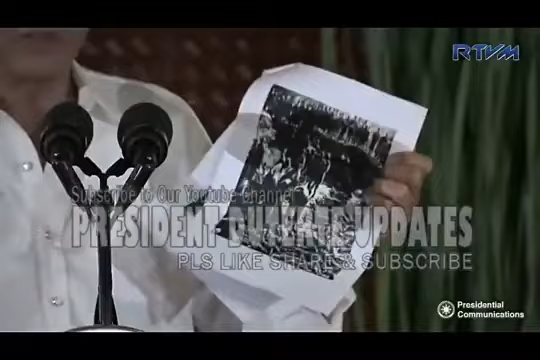 RTVM
Subscribe to Our Youtube channel
PRESIDENT DUTERTE UPDATES
PLS LIKE SHARE & SUBSCRIBE
Presidential
Communications